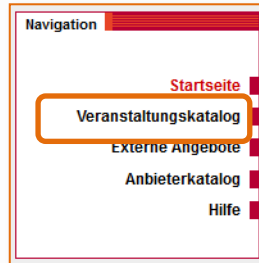 Navigation
Startseite
Veranstaltungskatalog
Externe Angebote
Anbieterkatalog
Hilfe